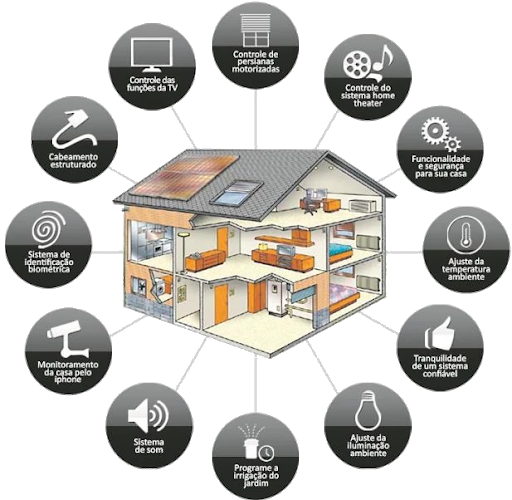 Controle de
persianas
motorizadas
Controle do
sistema home
theater
Funcionalidade
e segurança
para sua casa
Ajuste da
temperatura
ambiente
Tranquilidade
de um sistema
confiável
Ajuste da
iluminação
ambiente
Programe a
irrigação do
jardim
Sistema
de som
Monitoramento
da casa pelo
iphone
Sistema de
identificação
biométrica
Cabeamento
estruturado
Controle das
funções da TV